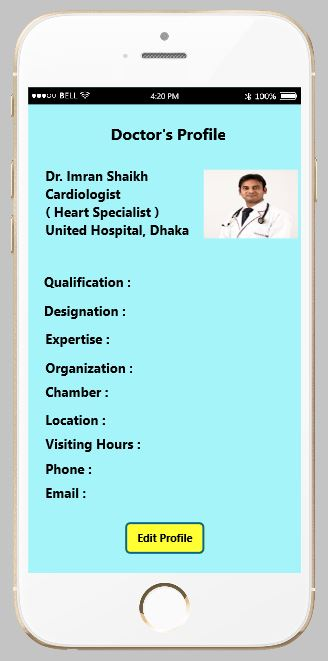 BELL 4:20 PM 100%
Doctor's Profile
Dr. Imran Shaikh
Cardiologist
( Heart Specialist )
United Hospital, Dhaka
Qualification :
Designation :
Expertise :
Organization :
Chamber :
Location :
Visiting Hours :
Phone :
Email :
Edit Profile